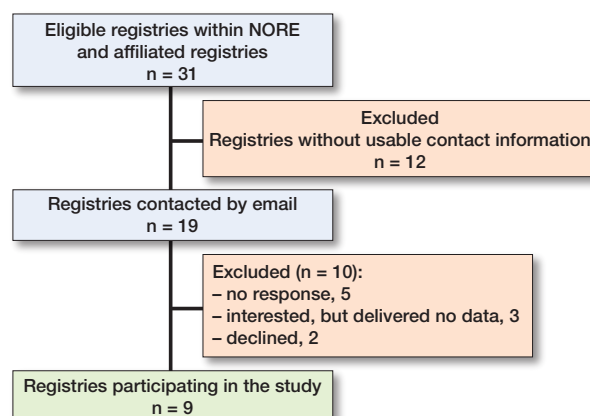 Eligible registries within NORE
and affiliated registries
n = 31
Excluded
Registries without usable contact information
n = 12
Registries contacted by email
n = 19
Excluded (n = 10):
– no response, 5
– interested, but delivered no data, 3
– declined, 2
Registries participating in the study
n = 9